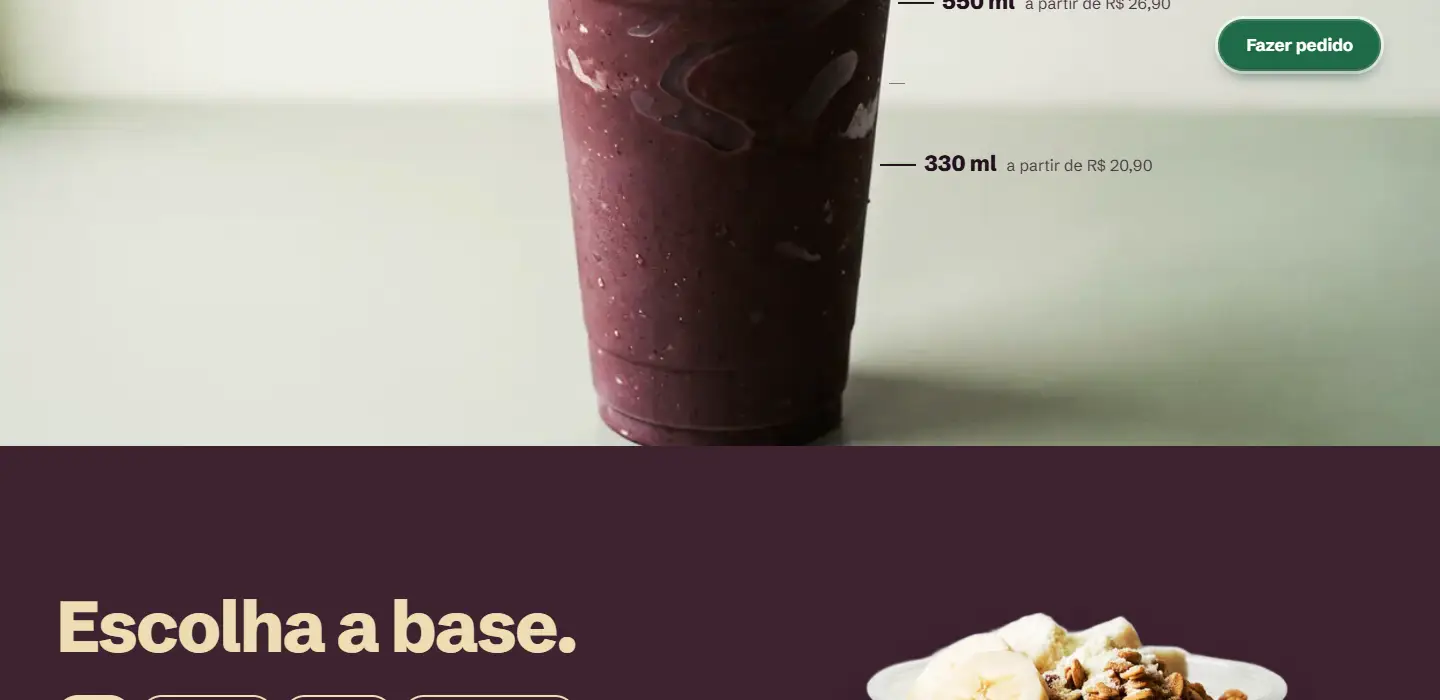 550 ml a partir de R$ 26,90
Fazer pedido
330 ml a partir de R$ 20,90
Escolha a base.